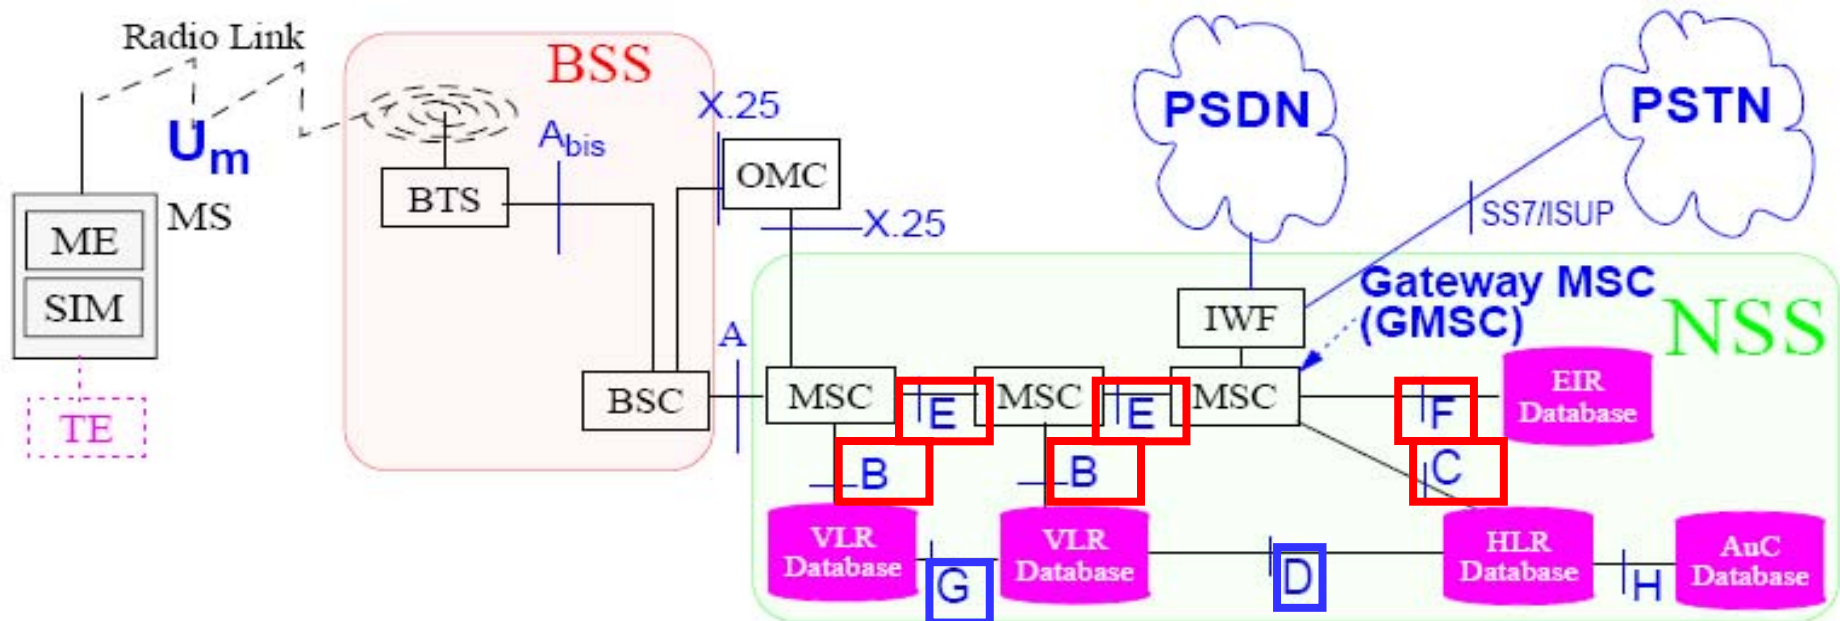 Radio Link
BSS
PSDN
PSTN
X.25
Um
Abis
OMC
BTS
MS
ME
SIM
X.25
SS7/ISUP
Gateway MSC
(GMSC)
IWF
NSS
TE
A
BSC
MSC
E
MSC
E
MSC
F
EIR
Database
B
B
C
VLR
Database
G
VLR
Database
D
HLR
Database
H
AuC
Database